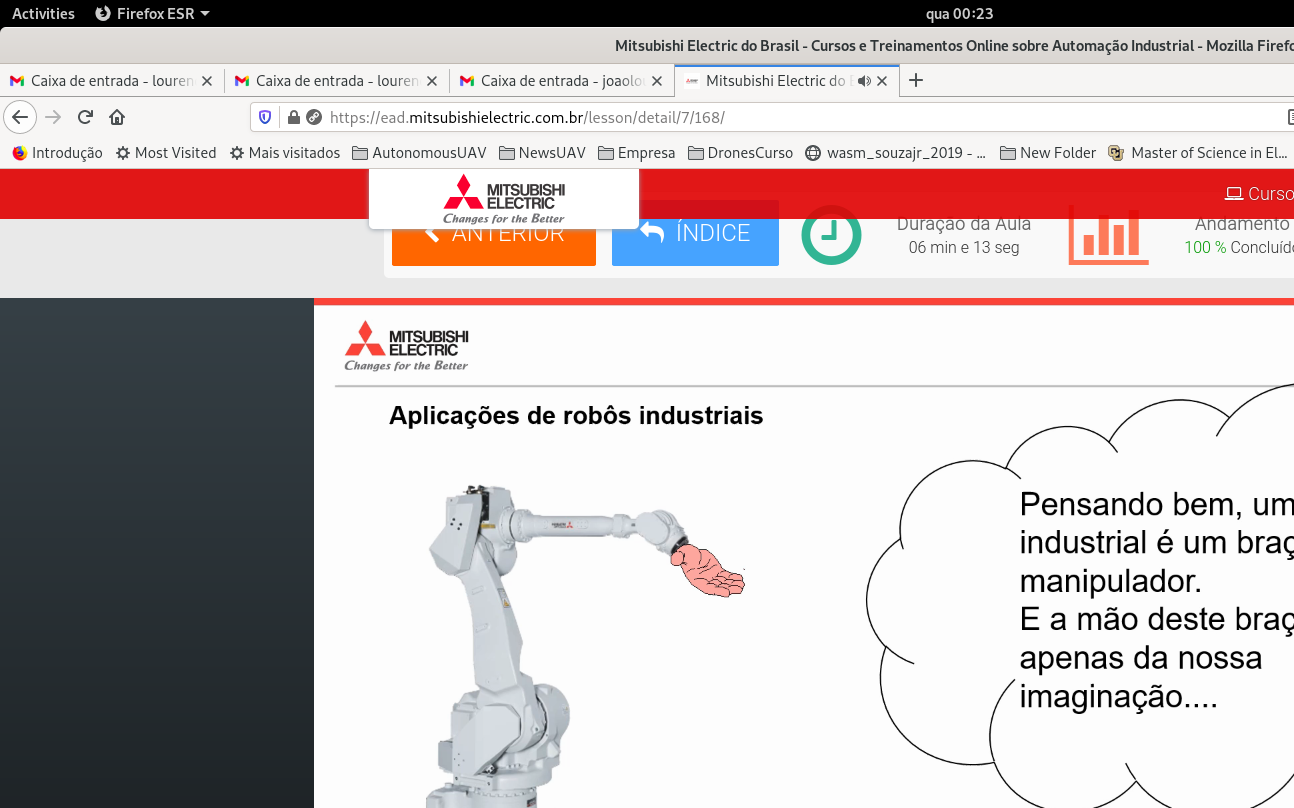 Activities Firefox ESR qua 00:23
Mitsubishi Electric do Brasil - Cursos e Treinamentos Online sobre Automação Industrial - Mozilla Firefo
Caixa de entrada - louren Caixa de entrada - louren Caixa de entrada - joaolo Mitsubishi Electric do
https://ead.mitsubishielectric.com.br/lesson/detail/7/168/
Introdução Most Visited Mais visitados AutonomousUAV NewsUAV Empresa DronesCurso wasm_souzajr_2019 - ... New Folder Master of Science in El...
MITSUBISHI
ELECTRIC
Changes for the Better
Curso
ANTERIOR ÍNDICE
Duração da Aula
06 min e 13 seg
Andamento
100 % Concluído
MITSUBISHI
ELECTRIC
Changes for the Better
Aplicações de robôs industriais
Pensando bem, um
industrial é um braç
manipulador.
E a mão deste braç
apenas da nossa
imaginação....